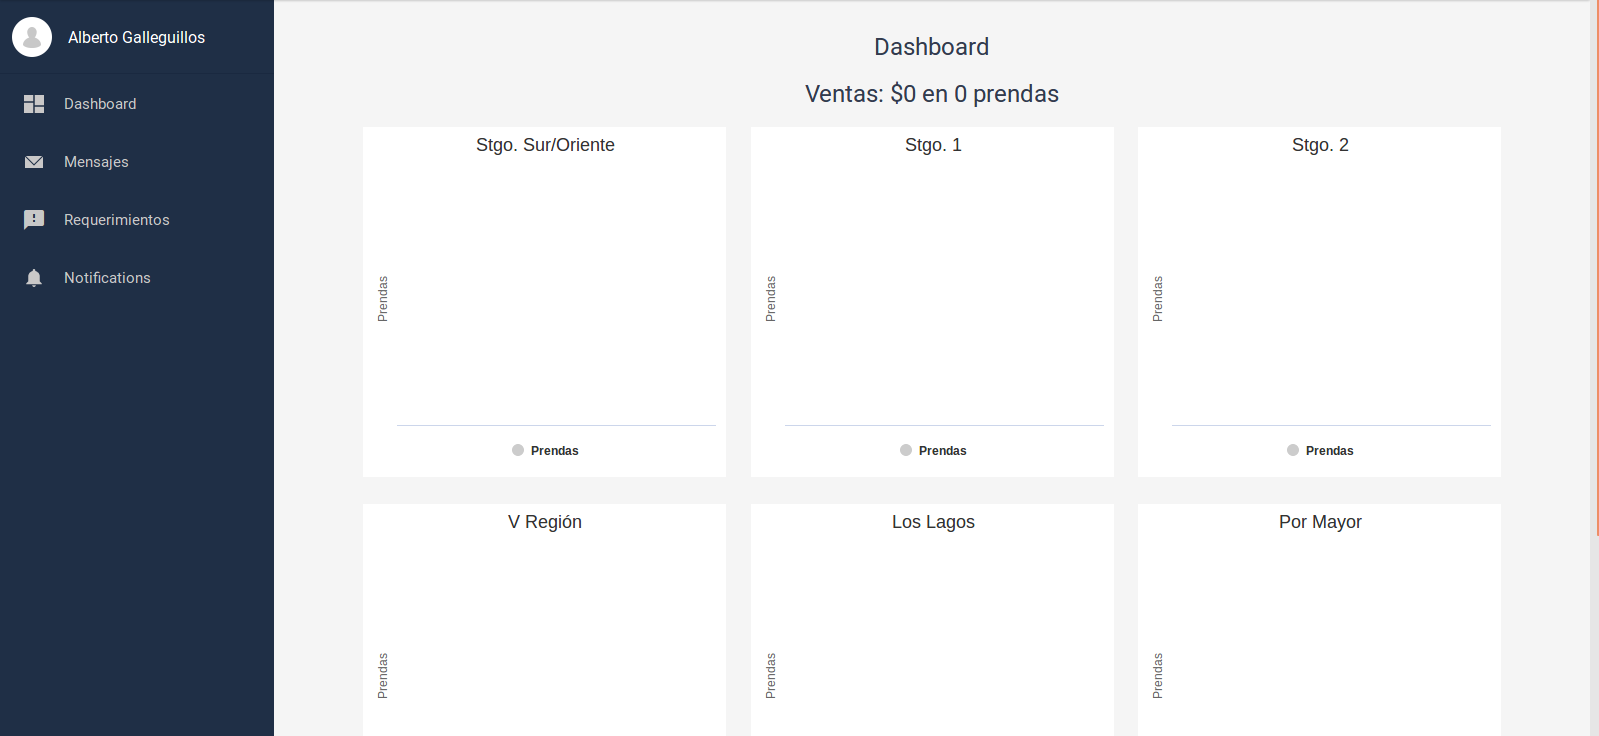 Alberto Galleguillos
Dashboard
Mensajes
Requerimientos
Notifications
Dashboard
Ventas: $0 en 0 prendas
Stgo. Sur/Oriente
Prendas
Prendas
Stgo. 1
Prendas
Prendas
Stgo. 2
Prendas
Prendas
V Región
Prendas
Los Lagos
Prendas
Por Mayor
Prendas